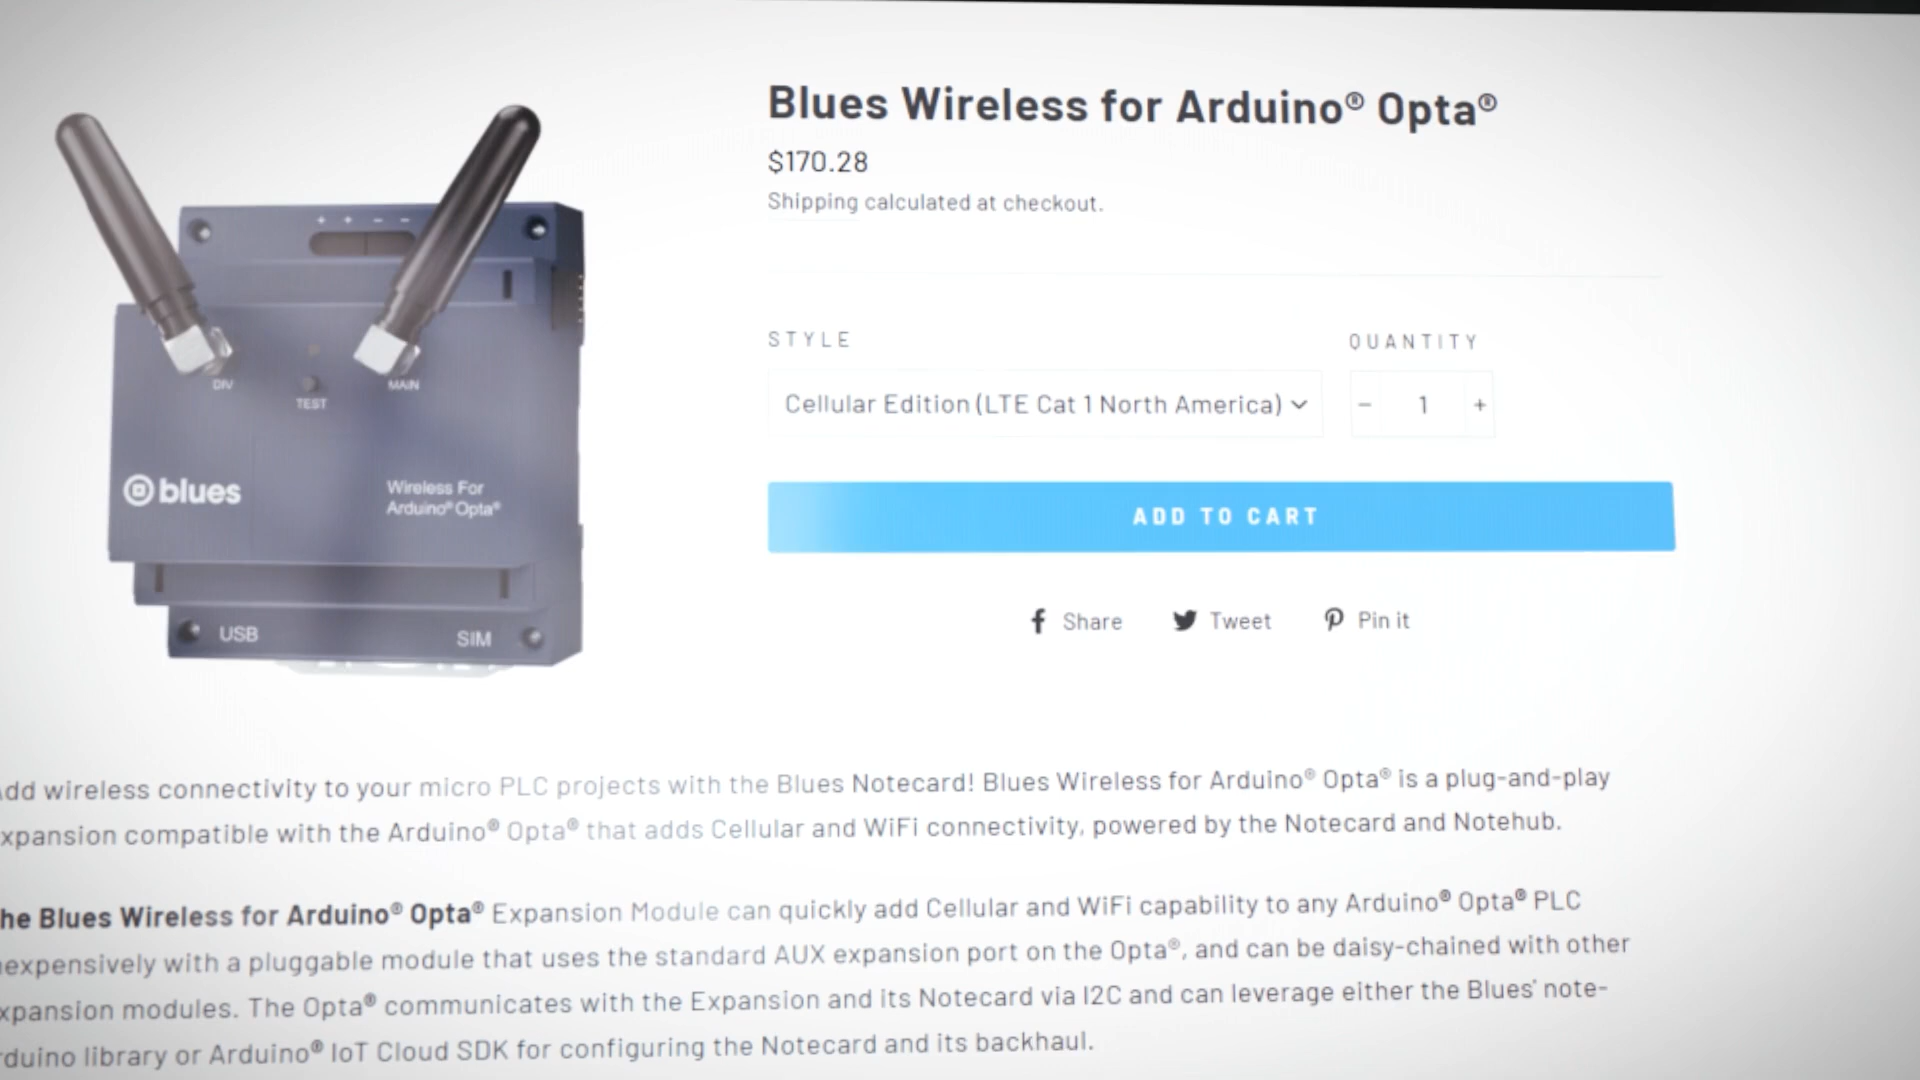 Blues Wireless for Arduino® Opta®
$170.28
Shipping calculated at checkout.
STYLE
QUANTITY
Cellular Edition (LTE Cat 1 North America)
− 1 +
ADD TO CART
Share
Tweet
Pin it
+ + − −
DIV
MAIN
TEST
blues
Wireless For
Arduino® Opta®
USB
SIM
dd wireless connectivity to your micro PLC projects with the Blues Notecard! Blues Wireless for Arduino® Opta® is a plug-and-play
xpansion compatible with the Arduino® Opta® that adds Cellular and WiFi connectivity, powered by the Notecard and Notehub.
he Blues Wireless for Arduino® Opta® Expansion Module can quickly add Cellular and WiFi capability to any Arduino® Opta® PLC
nexpensively with a pluggable module that uses the standard AUX expansion port on the Opta®, and can be daisy-chained with other
xpansion modules. The Opta® communicates with the Expansion and its Notecard via I2C and can leverage either the Blues' note-
rduino library or Arduino® IoT Cloud SDK for configuring the Notecard and its backhaul.